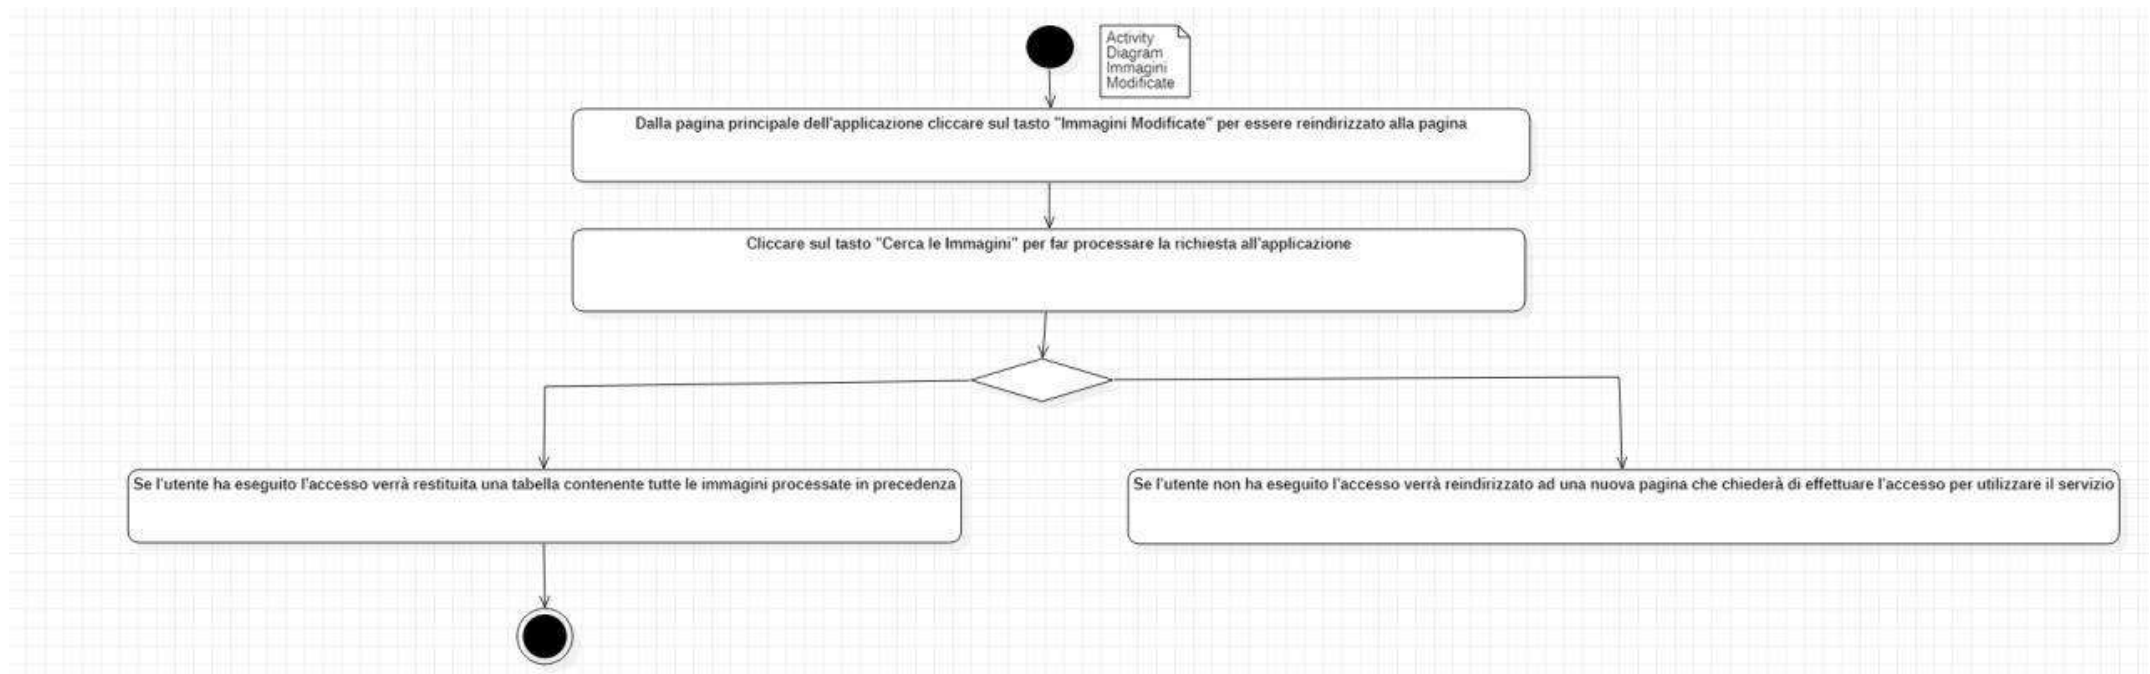 Activity
Diagram
Immagini
Modificate
Dalla pagina principale dell'applicazione cliccare sul tasto "Immagini Modificate" per essere reindirizzato alla pagina
Cliccare sul tasto "Cerca le Immagini" per far processare la richiesta all'applicazione
Se l'utente ha eseguito l'accesso verrà restituita una tabella contenente tutte le immagini processate in precedenza
Se l'utente non ha eseguito l'accesso verrà reindirizzato ad una nuova pagina che chiederà di effettuare l'accesso per utilizzare il servizio